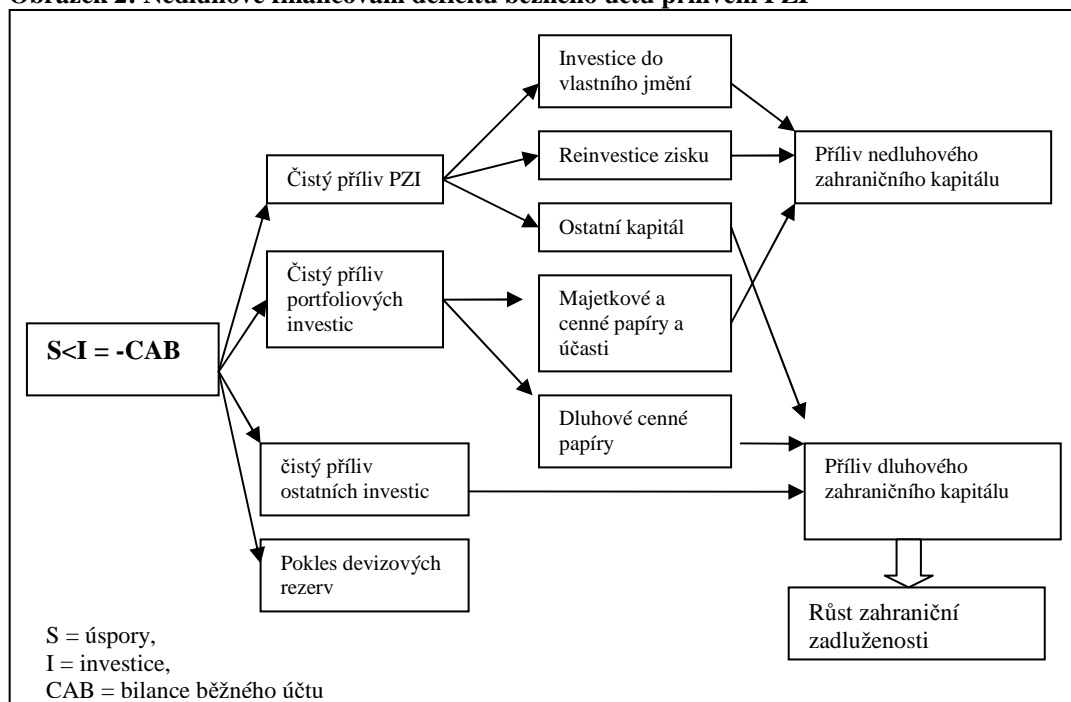 Obrázek 2: Nedluhové financování deficitu běžného účtu přílivem PZI
Investice do
vlastního jmění
Reinvestice zisku
Příliv nedluhového
zahraničního kapitálu
Čistý příliv PZI
Ostatní kapitál
Čistý příliv
portfoliových
investic
Majetkové a
cenné papíry a
účasti
S<I = -CAB
Dluhové cenné
papíry
čistý příliv
ostatních investic
Příliv dluhového
zahraničního kapitálu
Pokles devizových
rezerv
Růst zahraniční
zadluženosti
S = úspory,
I = investice,
CAB = bilance běžného účtu